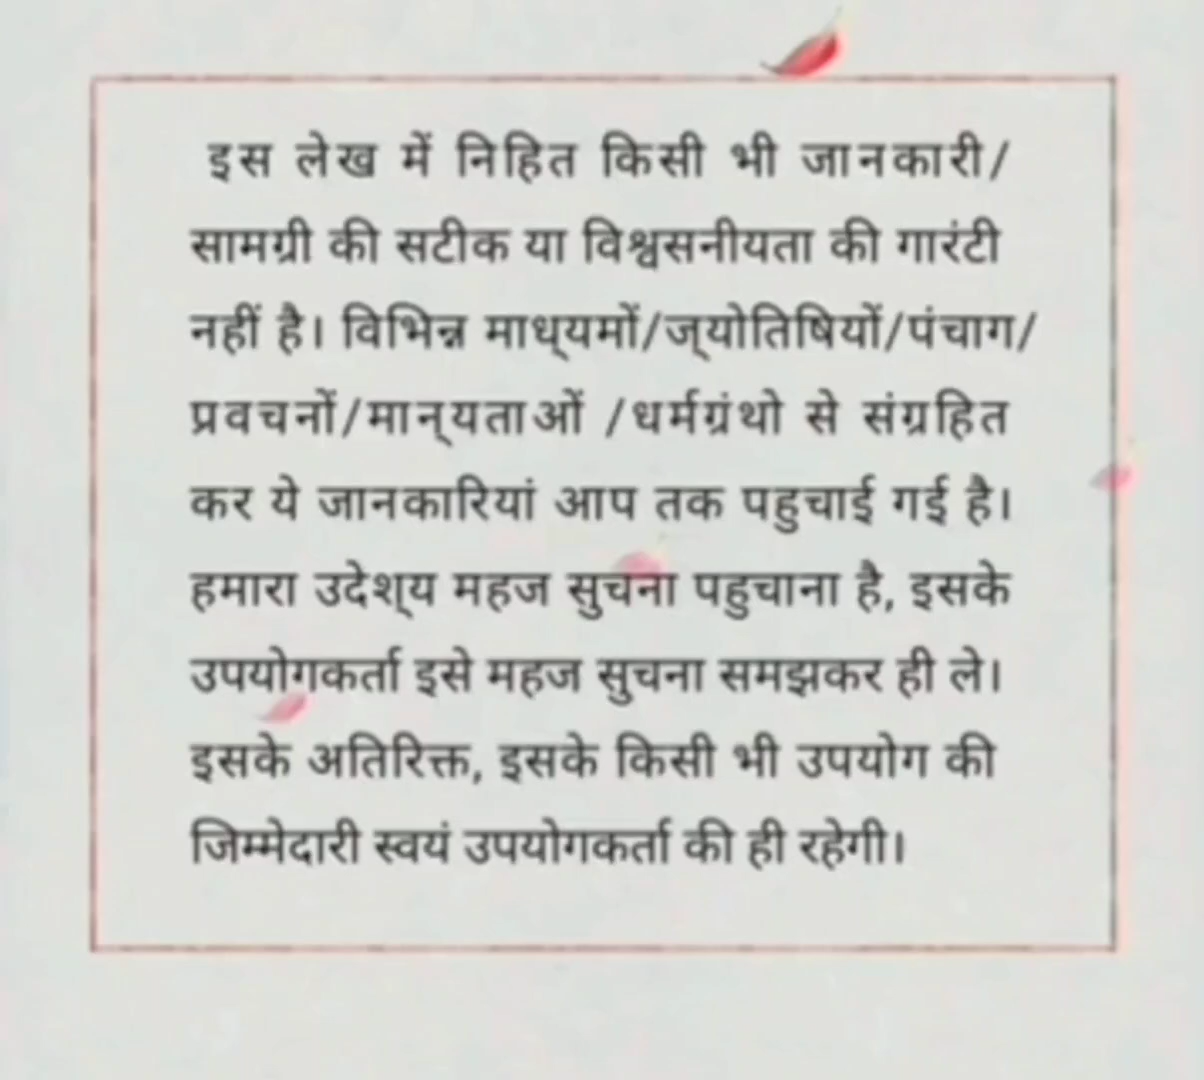 इस लेख में निहित किसी भी जानकारी/
सामग्री की सटीक या विश्वसनीयता की गारंटी
नहीं है। विभिन्न माध्‌यमों/ज्‌योतिषियों/पंचाग/
प्रवचनों/मान्‌यताओं /धर्मग्रंथो से संग्रहित
कर ये जानकारियां आप तक पहुचाई गई है।
हमारा उदेश्‌य महज सुचना पहुचाना है, इसके
उपयोगकर्ता इसे महज सुचना समझकर ही ले।
इसके अतिरिक्त, इसके किसी भी उपयोग की
जिम्मेदारी स्वयं उपयोगकर्ता की ही रहेगी।